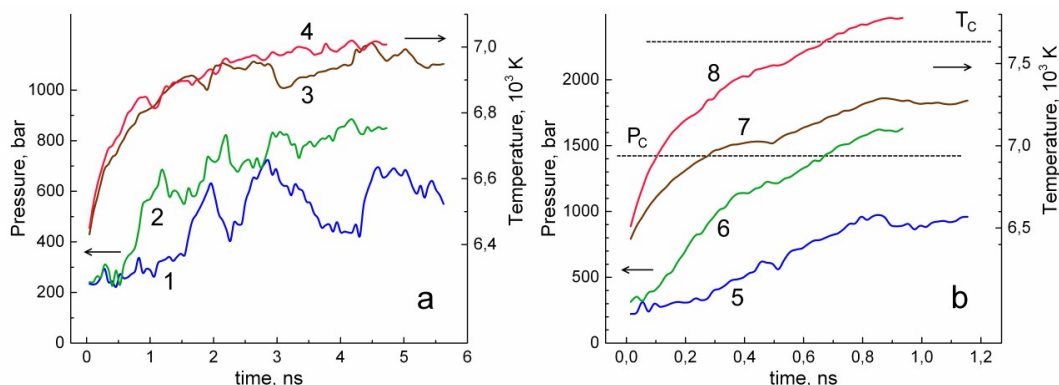 1000
800
600
400
200
0
Pressure, bar
0 1 2 3 4 5 6
time, ns
7,0
6,8
6,6
6,4
Temperature, 10³ K
1
2
3
4
a
2000
1500
1000
500
0
Pressure, bar
0,0 0,2 0,4 0,6 0,8 1,0 1,2
time, ns
7,5
7,0
6,5
Temperature, 10³ K
T_C
P_C
8
7
6
5
b